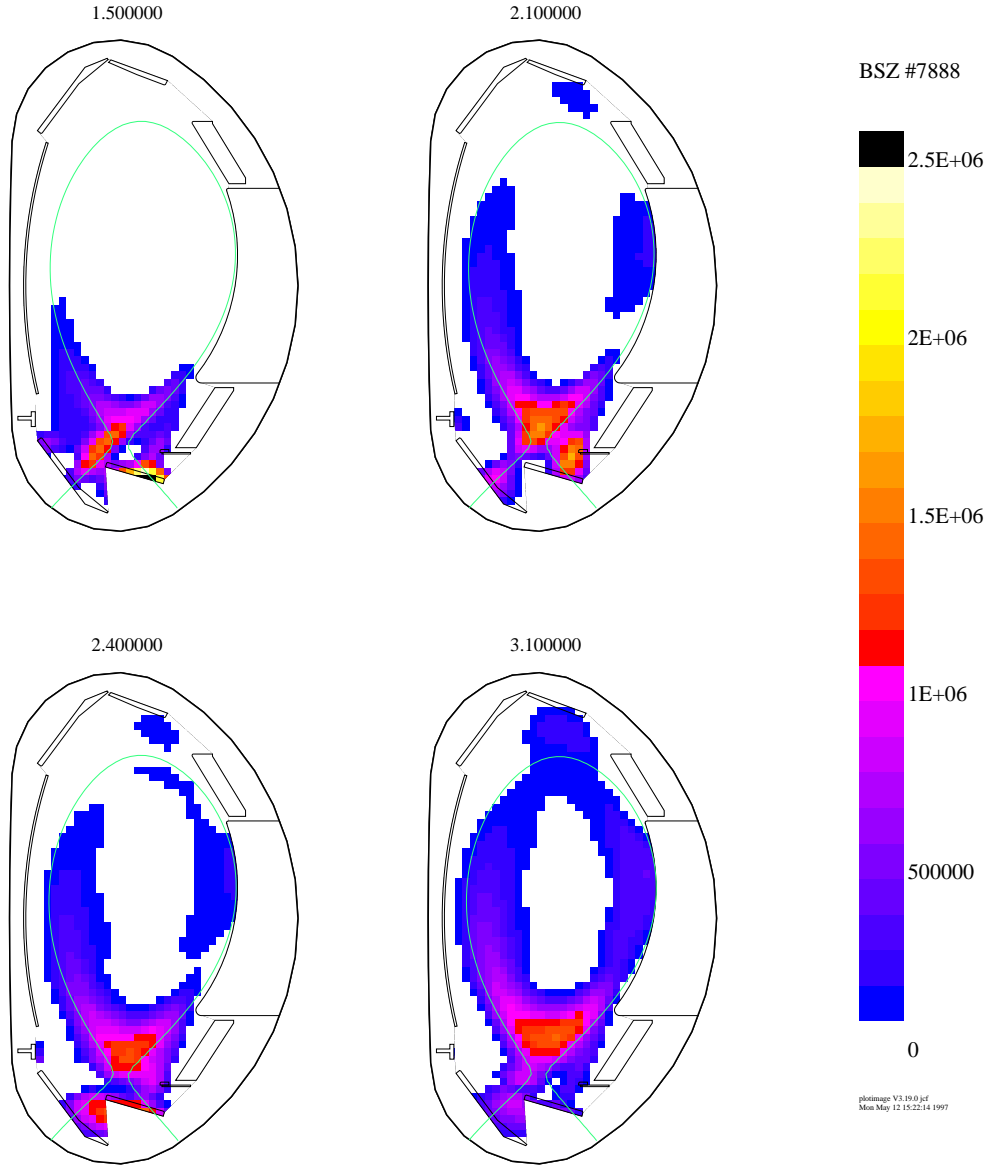 1.500000
2.100000
BSZ #7888
2.5E+06
2E+06
1.5E+06
1E+06
500000
0
2.400000
3.100000
plotimage V3.19.0 jcf
Mon May 12 15:22:14 1997